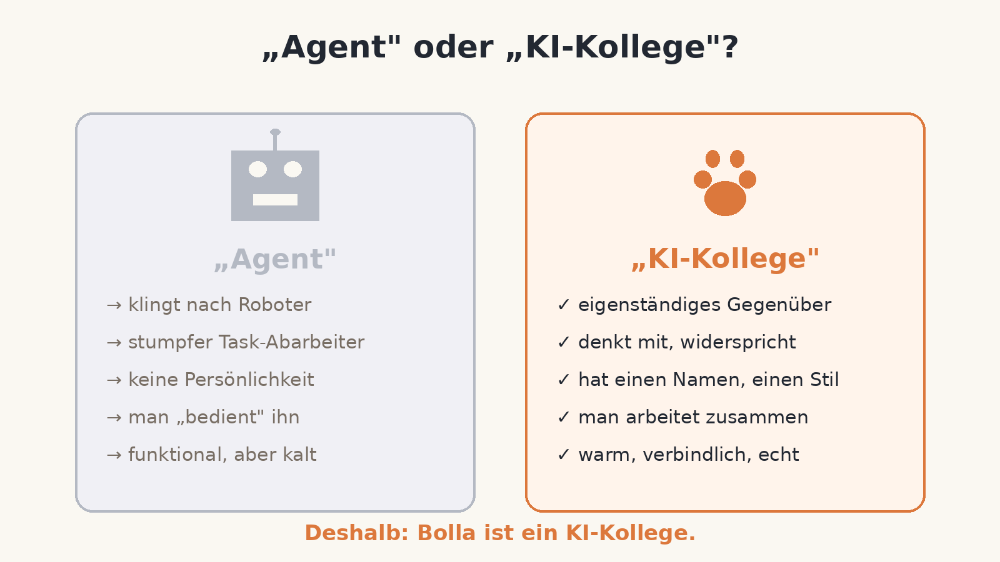 „Agent" oder „KI-Kollege"?
„Agent"
→ klingt nach Roboter
→ stumpfer Task-Abarbeiter
→ keine Persönlichkeit
→ man „bedient" ihn
→ funktional, aber kalt
„KI-Kollege"
✓ eigenständiges Gegenüber
✓ denkt mit, widerspricht
✓ hat einen Namen, einen Stil
✓ man arbeitet zusammen
✓ warm, verbindlich, echt
Deshalb: Bolla ist ein KI-Kollege.